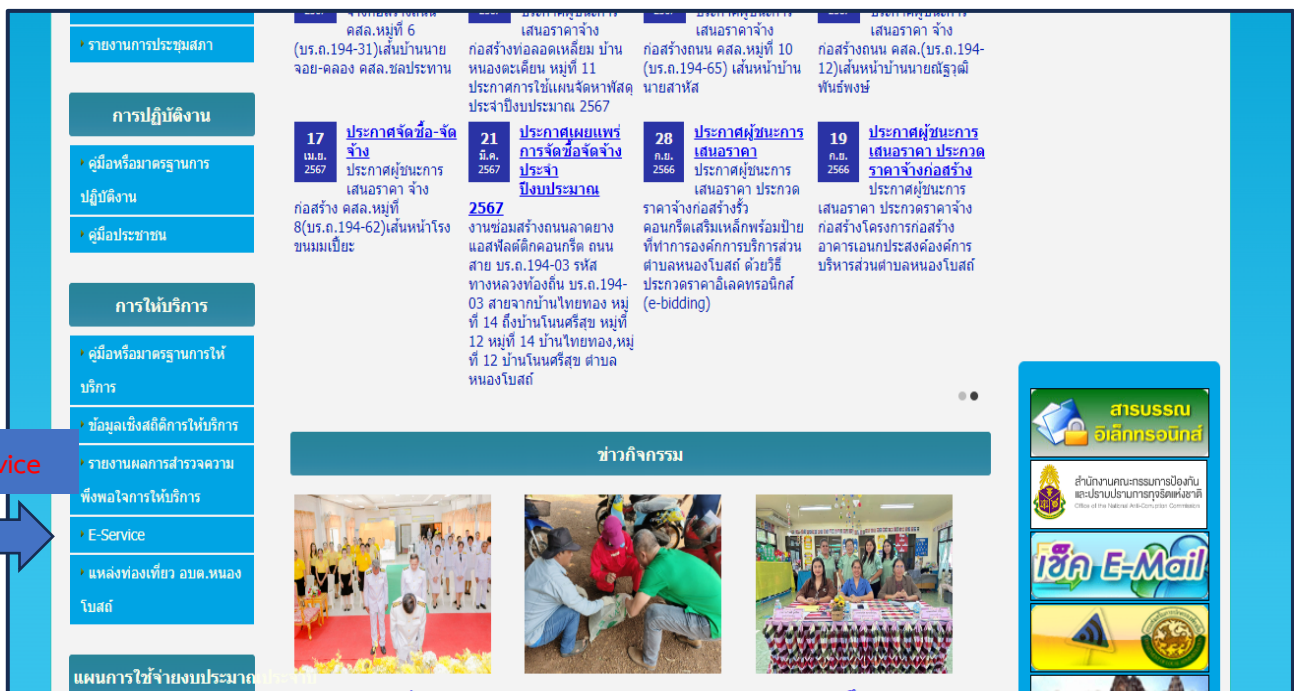 รายงานการประชุมสภา
การปฏิบัติงาน
คู่มือหรือมาตรฐานการ
ปฏิบัติงาน
คู่มือประชาชน
การให้บริการ
คู่มือหรือมาตรฐานการให้
บริการ
ข้อมูลเชิงสถิติการให้บริการ
รายงานผลการสำรวจความ
พึงพอใจการให้บริการ
E-Service
แหล่งท่องเที่ยว อบต.หนอง
โบสถ์
แผนการใช้จ่ายงบประมาณประจำปี
vice
คสล.หมู่ที่ 6
(บร.ถ.194-31)เส้นบ้านนาย
จอย-คลอง คสล.ชลประทาน
เสนอราคาจ้าง
ก่อสร้างท่อลอดเหลี่ยม บ้าน
หนองตะเคียน หมู่ที่ 11
ประกาศการใช้แผนจัดหาพัสดุ
ประจำปีงบประมาณ 2567
เสนอราคาจ้าง
ก่อสร้างถนน คสล.หมู่ที่ 10
(บร.ถ.194-65) เส้นหน้าบ้าน
นายสาหัส
เสนอราคา จ้าง
ก่อสร้างถนน คสล.(บร.ถ.194-
12)เส้นหน้าบ้านนายณัฐวุฒิ
พันธ์พงษ์
17
เม.ย.
2567
ประกาศจัดซื้อ-จัด
จ้าง
ประกาศผู้ชนะการ
เสนอราคา จ้าง
ก่อสร้าง คสล.หมู่ที่
8(บร.ถ.194-62)เส้นหน้าโรง
ขนมมเปี๊ยะ
21
มี.ค.
2567
ประกาศเผยแพร่
การจัดซื้อจัดจ้าง
ประจำ
ปีงบประมาณ
2567
งานซ่อมสร้างถนนลาดยาง
แอสฟัลต์ติกคอนกรีต ถนน
สาย บร.ถ.194-03 รหัส
ทางหลวงท้องถิ่น บร.ถ.194-
03 สายจากบ้านไทยทอง หมู่
ที่ 14 ถึงบ้านโนนศรีสุข หมู่ที่
12 หมู่ที่ 14 บ้านไทยทอง,หมู่
ที่ 12 บ้านโนนศรีสุข ตำบล
หนองโบสถ์
28
ก.ย.
2566
ประกาศผู้ชนะการ
เสนอราคา
ประกาศผู้ชนะการ
เสนอราคา ประกวด
ราคาจ้างก่อสร้างรั้ว
คอนกรีตเสริมเหล็กพร้อมป้าย
ที่ทำการองค์การบริการส่วน
ตำบลหนองโบสถ์ ด้วยวิธี
ประกวดราคาอิเลคทรอนิกส์
(e-bidding)
19
ก.ย.
2566
ประกาศผู้ชนะการ
เสนอราคา ประกวด
ราคาจ้างก่อสร้าง
ประกาศผู้ชนะการ
เสนอราคา ประกวดราคาจ้าง
ก่อสร้างโครงการก่อสร้าง
อาคารเอนกประสงค์องค์การ
บริหารส่วนตำบลหนองโบสถ์
ข่าวกิจกรรม
สารบรรณ
อิเล็กทรอนิกส์
สำนักงานคณะกรรมการป้องกัน
และปราบปรามการทุจริตแห่งชาติ
Office of the National Anti-Corruption Commission
เช็ค E-Mail